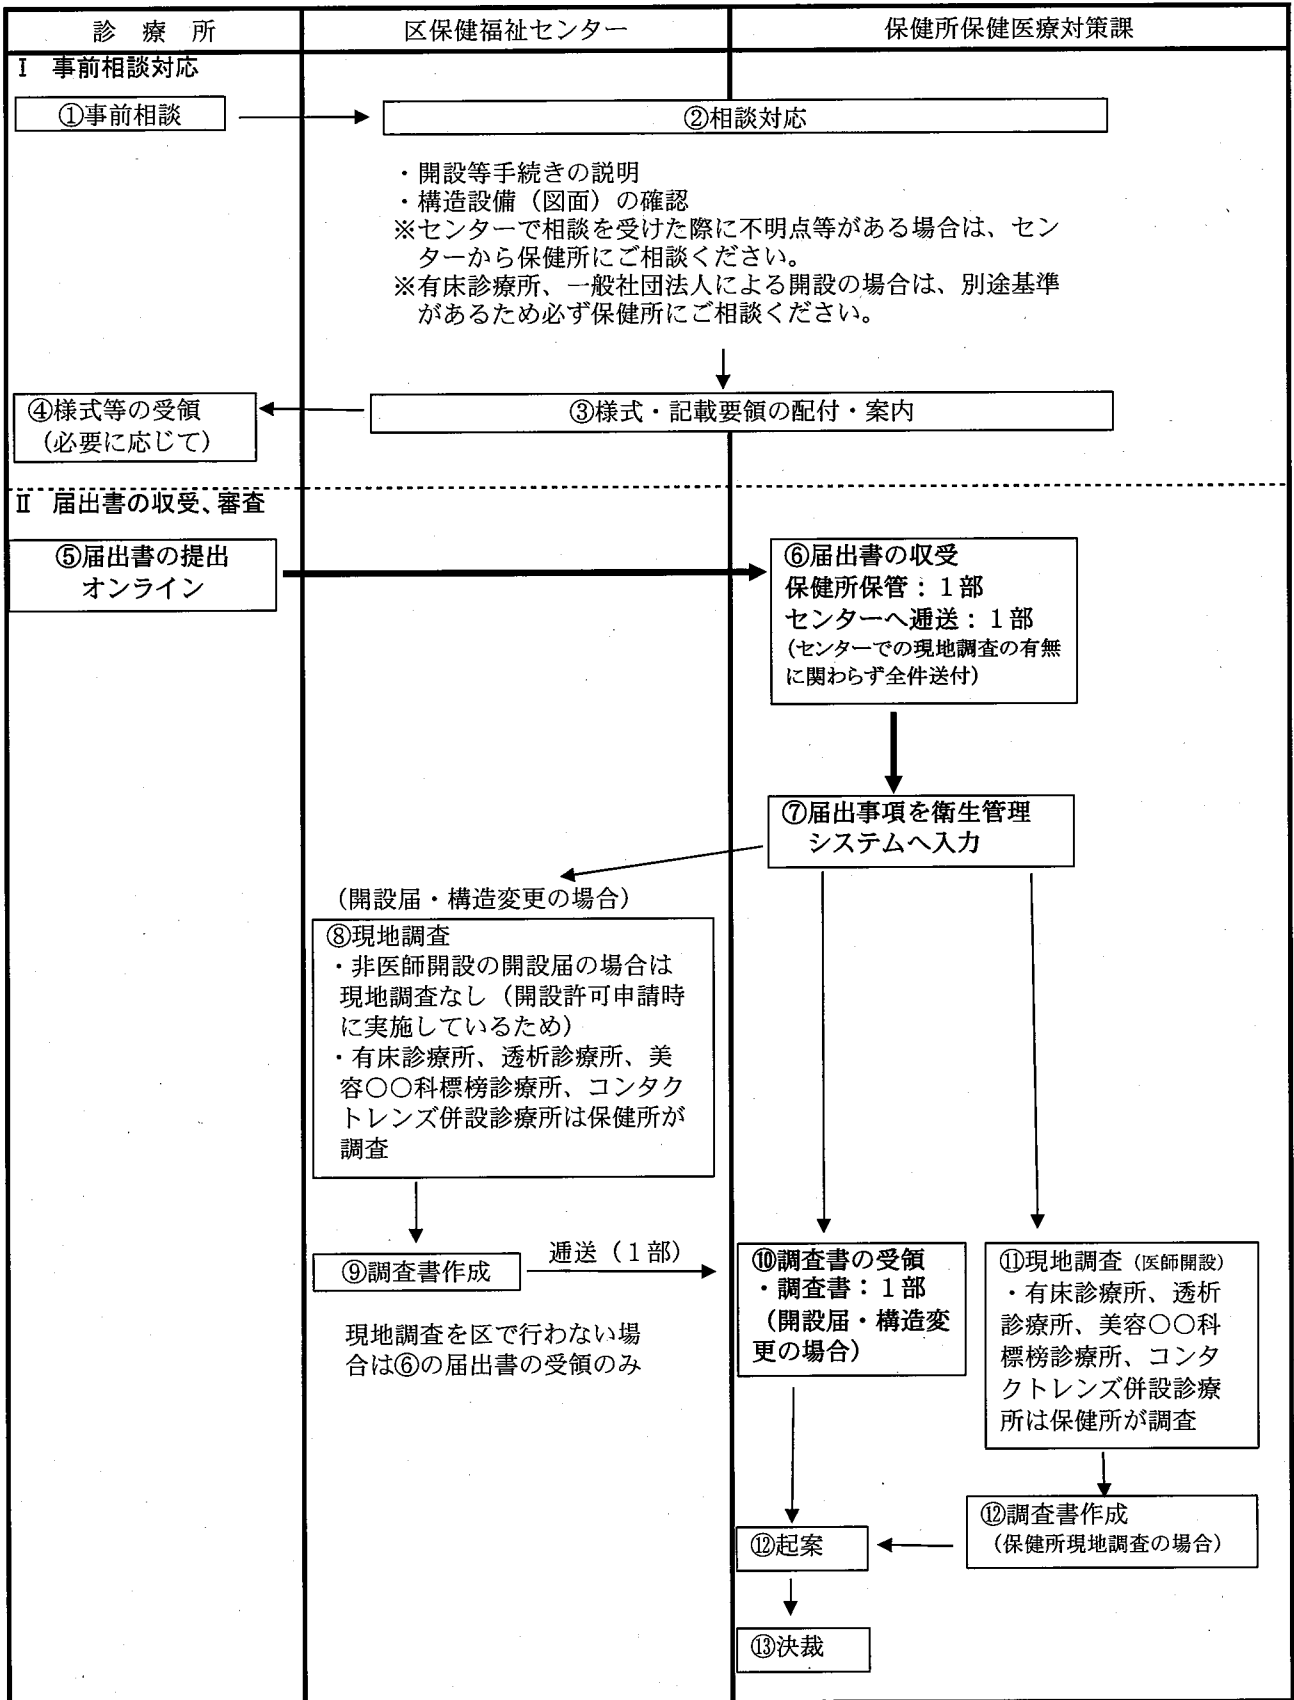 診　療　所
区保健福祉センター
保健所保健医療対策課
Ⅰ　事前相談対応
①事前相談
②相談対応
・開設等手続きの説明
・構造設備（図面）の確認
※センターで相談を受けた際に不明点等がある場合は、セン
ターから保健所にご相談ください。
※有床診療所、一般社団法人による開設の場合は、別途基準
があるため必ず保健所にご相談ください。
③様式・記載要領の配付・案内
④様式等の受領
（必要に応じて）
Ⅱ　届出書の収受、審査
⑤届出書の提出
オンライン
⑥届出書の収受
保健所保管：１部
センターへ逓送：１部
（センターでの現地調査の有無
に関わらず全件送付）
⑦届出事項を衛生管理
システムへ入力
（開設届・構造変更の場合）
⑧現地調査
・非医師開設の開設届の場合は
現地調査なし（開設許可申請時
に実施しているため）
・有床診療所、透析診療所、美
容〇〇科標榜診療所、コンタク
トレンズ併設診療所は保健所が
調査
⑨調査書作成
逓送（１部）
現地調査を区で行わない場
合は⑥の届出書の受領のみ
⑩調査書の受領
・調査書：１部
（開設届・構造変
更の場合）
⑪現地調査（医師開設）
・有床診療所、透析
診療所、美容〇〇科
標榜診療所、コンタ
クトレンズ併設診療
所は保健所が調査
⑫調査書作成
（保健所現地調査の場合）
⑫起案
⑬決裁